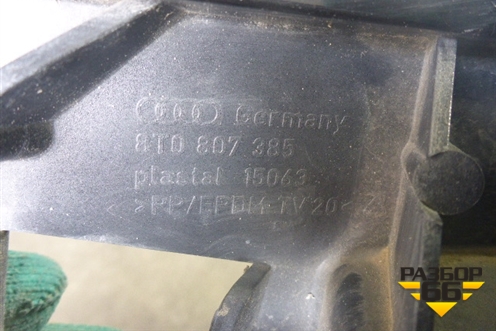 Germany
8T0 807 385
plastal 15063
>PP/EPDM-TV20<
РАЗБОР
66